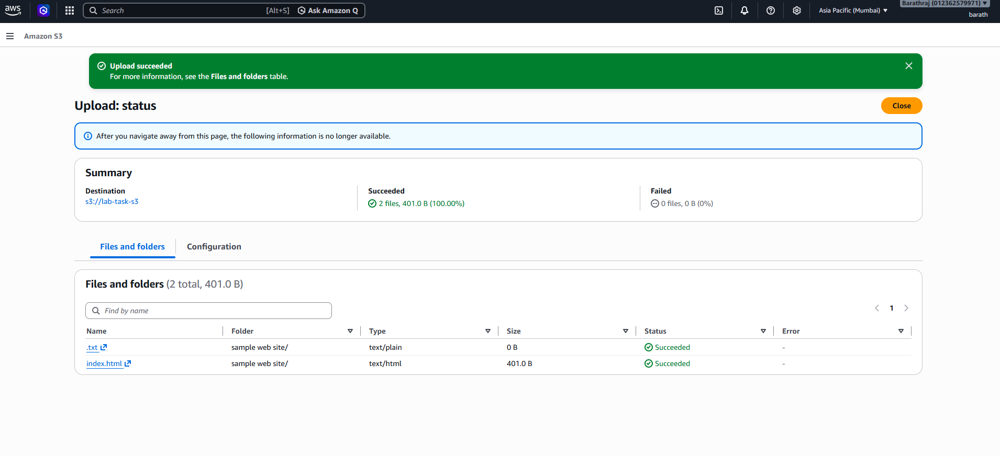 aws
Search [Alt+S] Ask Amazon Q
Asia Pacific (Mumbai) ▼
Barathraj (012362579971) ▼
barath
Amazon S3
Upload succeeded
For more information, see the Files and folders table.
Upload: status
Close
After you navigate away from this page, the following information is no longer available.
Summary
Destination
s3://lab-task-s3
Succeeded
2 files, 401.0 B (100.00%)
Failed
0 files, 0 B (0%)
Files and folders
Configuration
Files and folders (2 total, 401.0 B)
Find by name
1
Name Folder Type Size Status Error
.txt sample web site/ text/plain 0 B Succeeded -
index.html sample web site/ text/html 401.0 B Succeeded -